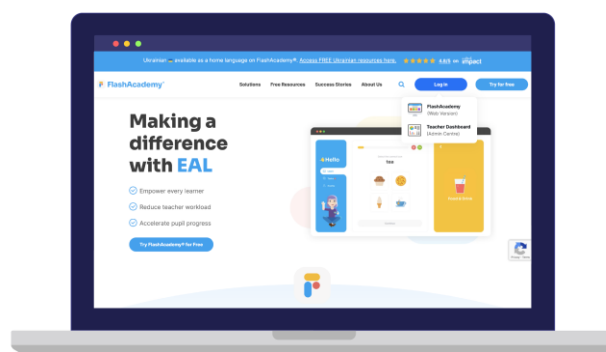 Ukrainian available as a home language on FlashAcademy®. Access FREE Ukrainian resources here. 4.8/5 on impact
FlashAcademy
Solutions Free Resources Success Stories About Us Log in Try for free
FlashAcademy
(Web Version)
Teacher Dashboard
(Admin Centre)
Making a
difference
with EAL
Empower every learner
Reduce teacher workload
Accelerate pupil progress
Try FlashAcademy® for Free
Hello
tea